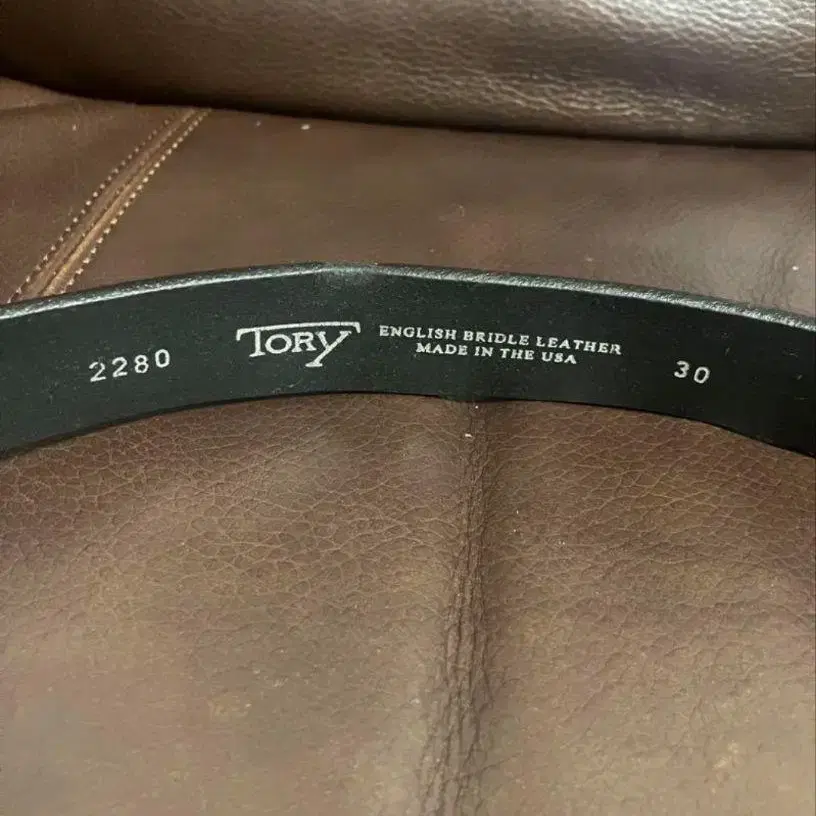 2280
TORY
ENGLISH BRIDLE LEATHER
MADE IN THE USA
30